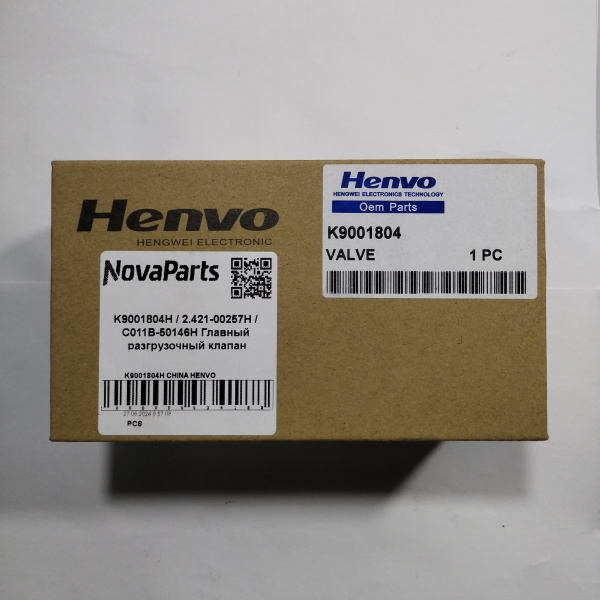 Henvo
HENGWEI ELECTRONIC
Henvo
HENGWEI ELECTRONICS TECHNOLOGY
Oem Parts
K9001804
VALVE 1 PC
NovaParts
K9001804H / 2.421-00257H /
C011B-50146H Главный
разгрузочный клапан
K9001804H CHINA HENVO
PCS